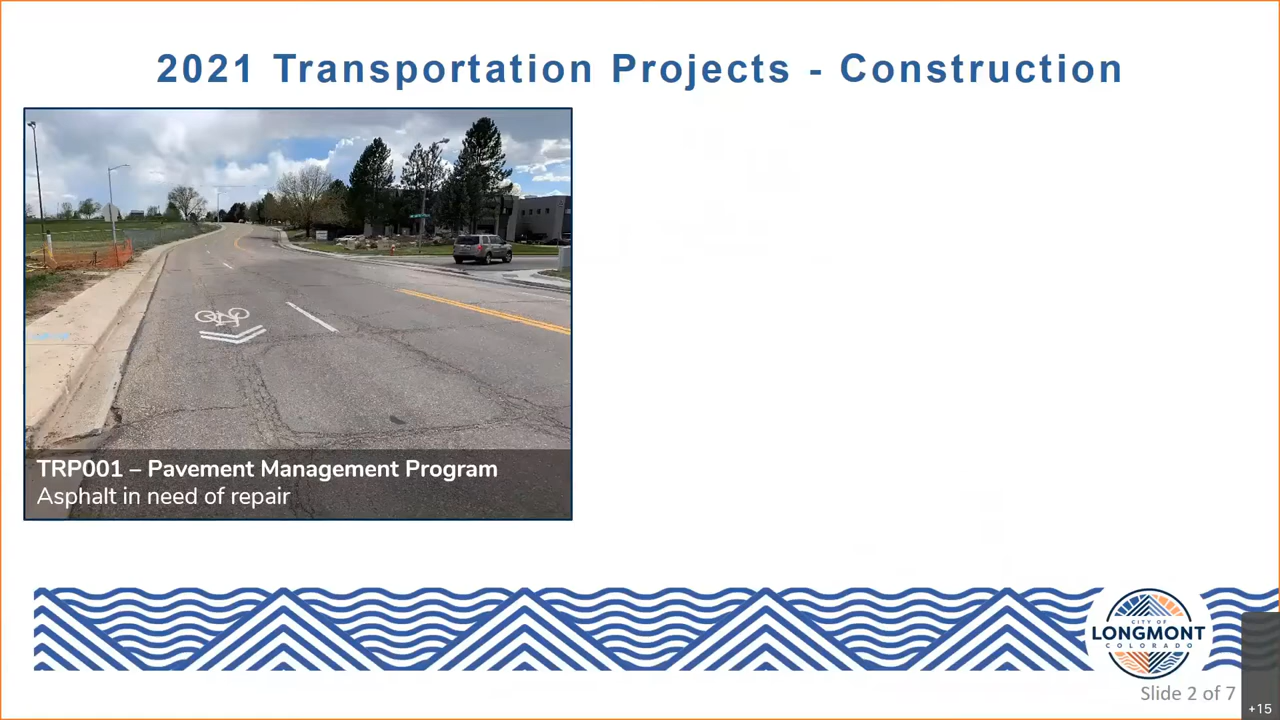 2021 Transportation Projects - Construction
TRP001 – Pavement Management Program
Asphalt in need of repair
CITY OF
LONGMONT
COLORADO
Slide 2 of 7
+15